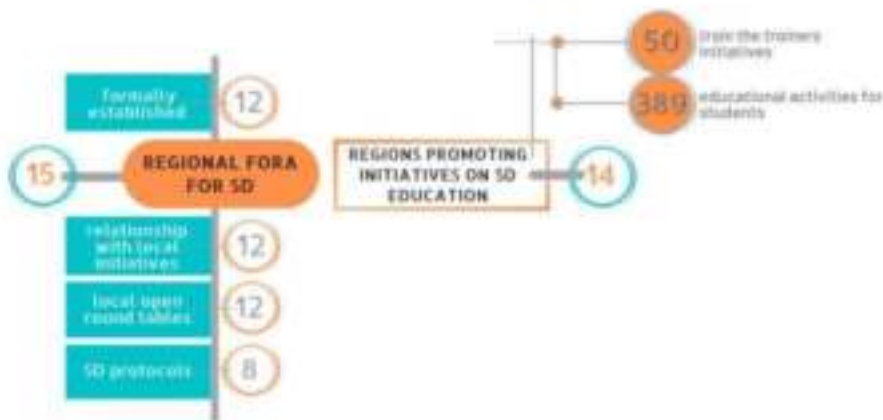 50
train the trainers
initiatives
389
educational activities for
students
formally
established
12
15
REGIONAL FORA
FOR SD
REGIONS PROMOTING
INITIATIVES ON SD
EDUCATION
14
relationship
with local
initiatives
12
local open
round tables
12
SD protocols
8